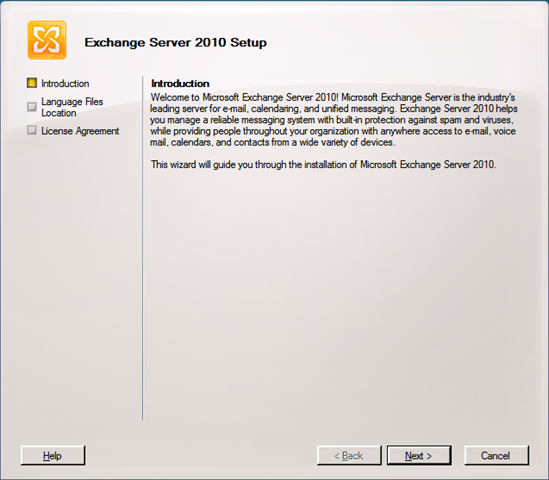 Exchange Server 2010 Setup
Introduction
Language Files
Location
License Agreement
Introduction
Welcome to Microsoft Exchange Server 2010! Microsoft Exchange Server is the industry's
leading server for e-mail, calendaring, and unified messaging. Exchange Server 2010 helps
you manage a reliable messaging system with built-in protection against spam and viruses,
while providing people throughout your organization with anywhere access to e-mail, voice
mail, calendars, and contacts from a wide variety of devices.
This wizard will guide you through the installation of Microsoft Exchange Server 2010.
Help
< Back
Next >
Cancel